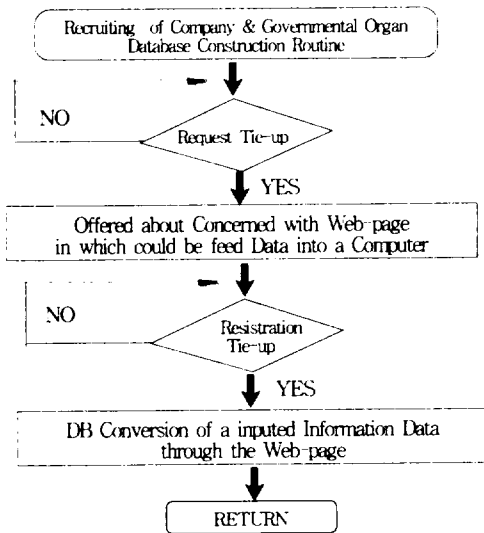 Recruiting of Company & Governmental Organ
Database Construction Routine
NO
Request Tie-up
YES
Offered about Concerned with Web-page
in which could be feed Data into a Computer
NO
Resistration
Tie-up
YES
DB Conversion of a inputed Information Data
through the Web-page
RETURN